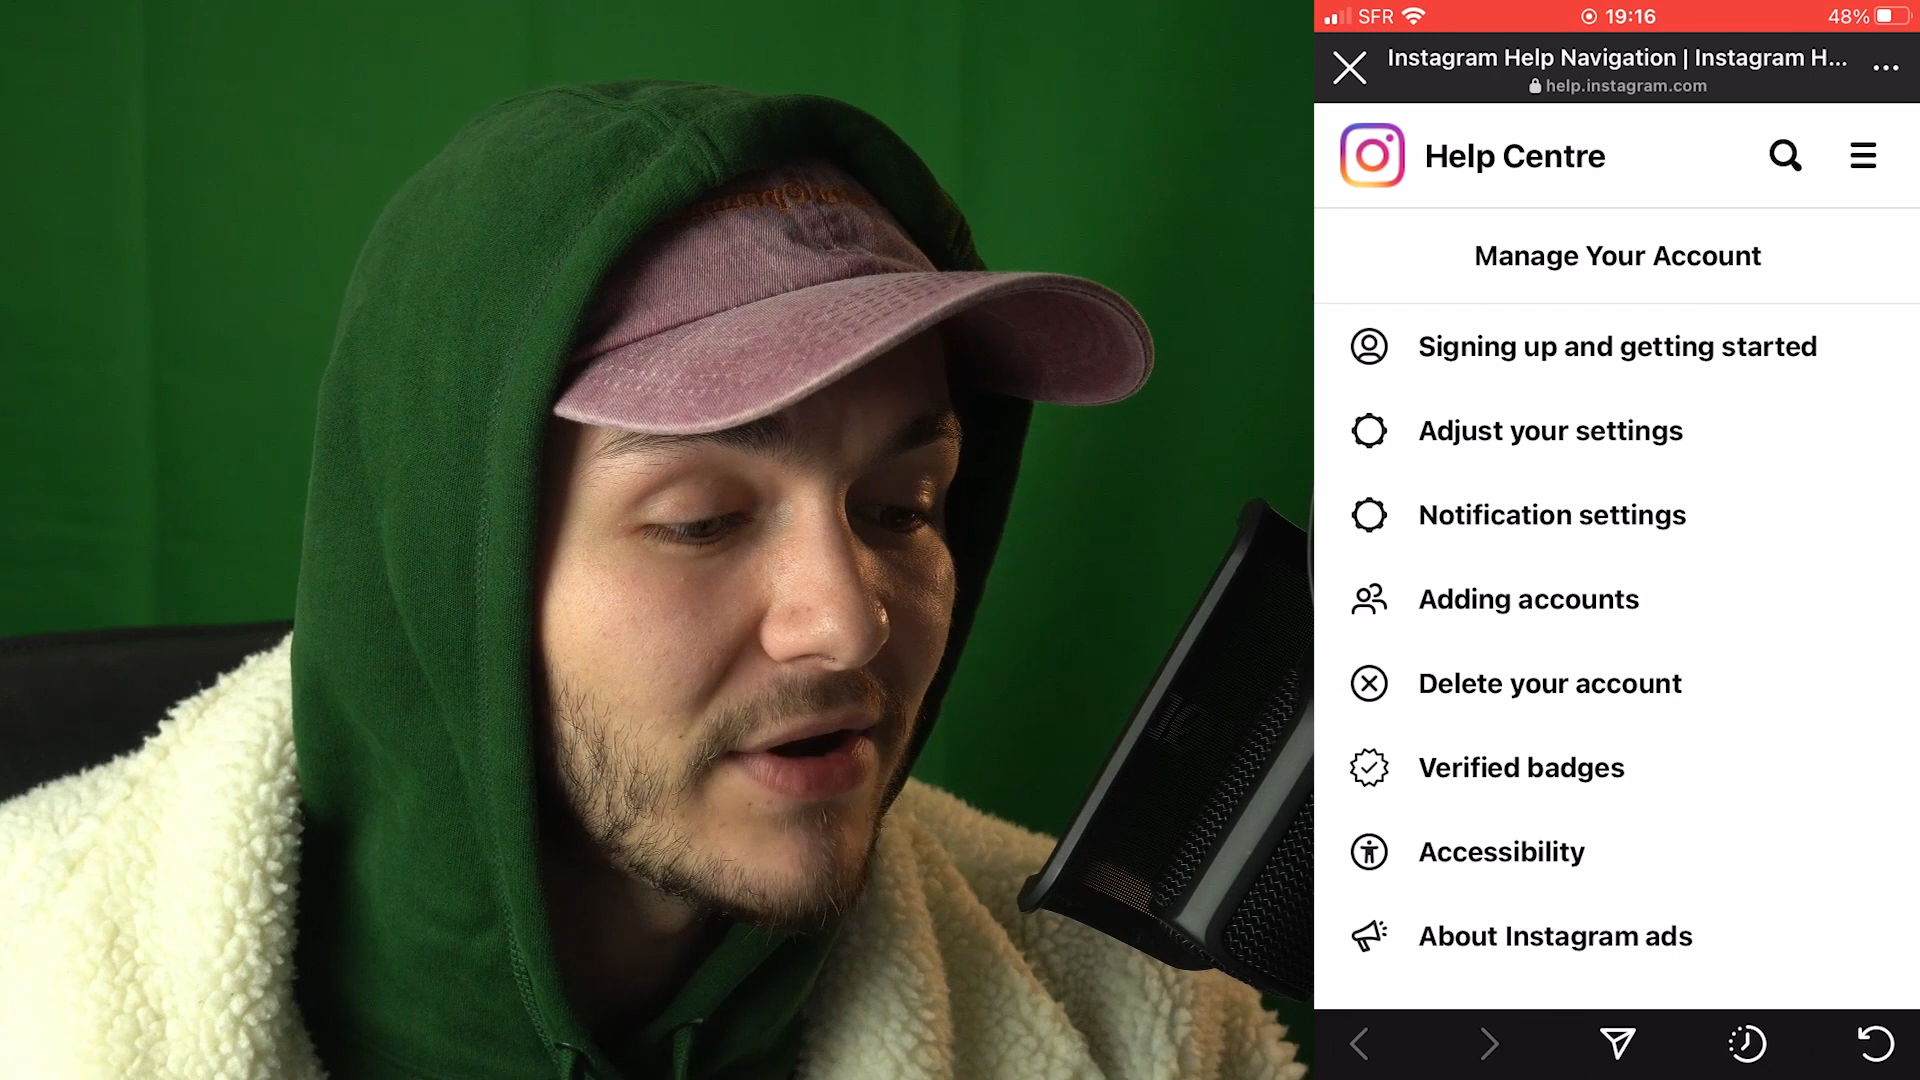 SFR 19:16 48%
Instagram Help Navigation | Instagram H...
help.instagram.com
Help Centre
Manage Your Account
Signing up and getting started
Adjust your settings
Notification settings
Adding accounts
Delete your account
Verified badges
Accessibility
About Instagram ads